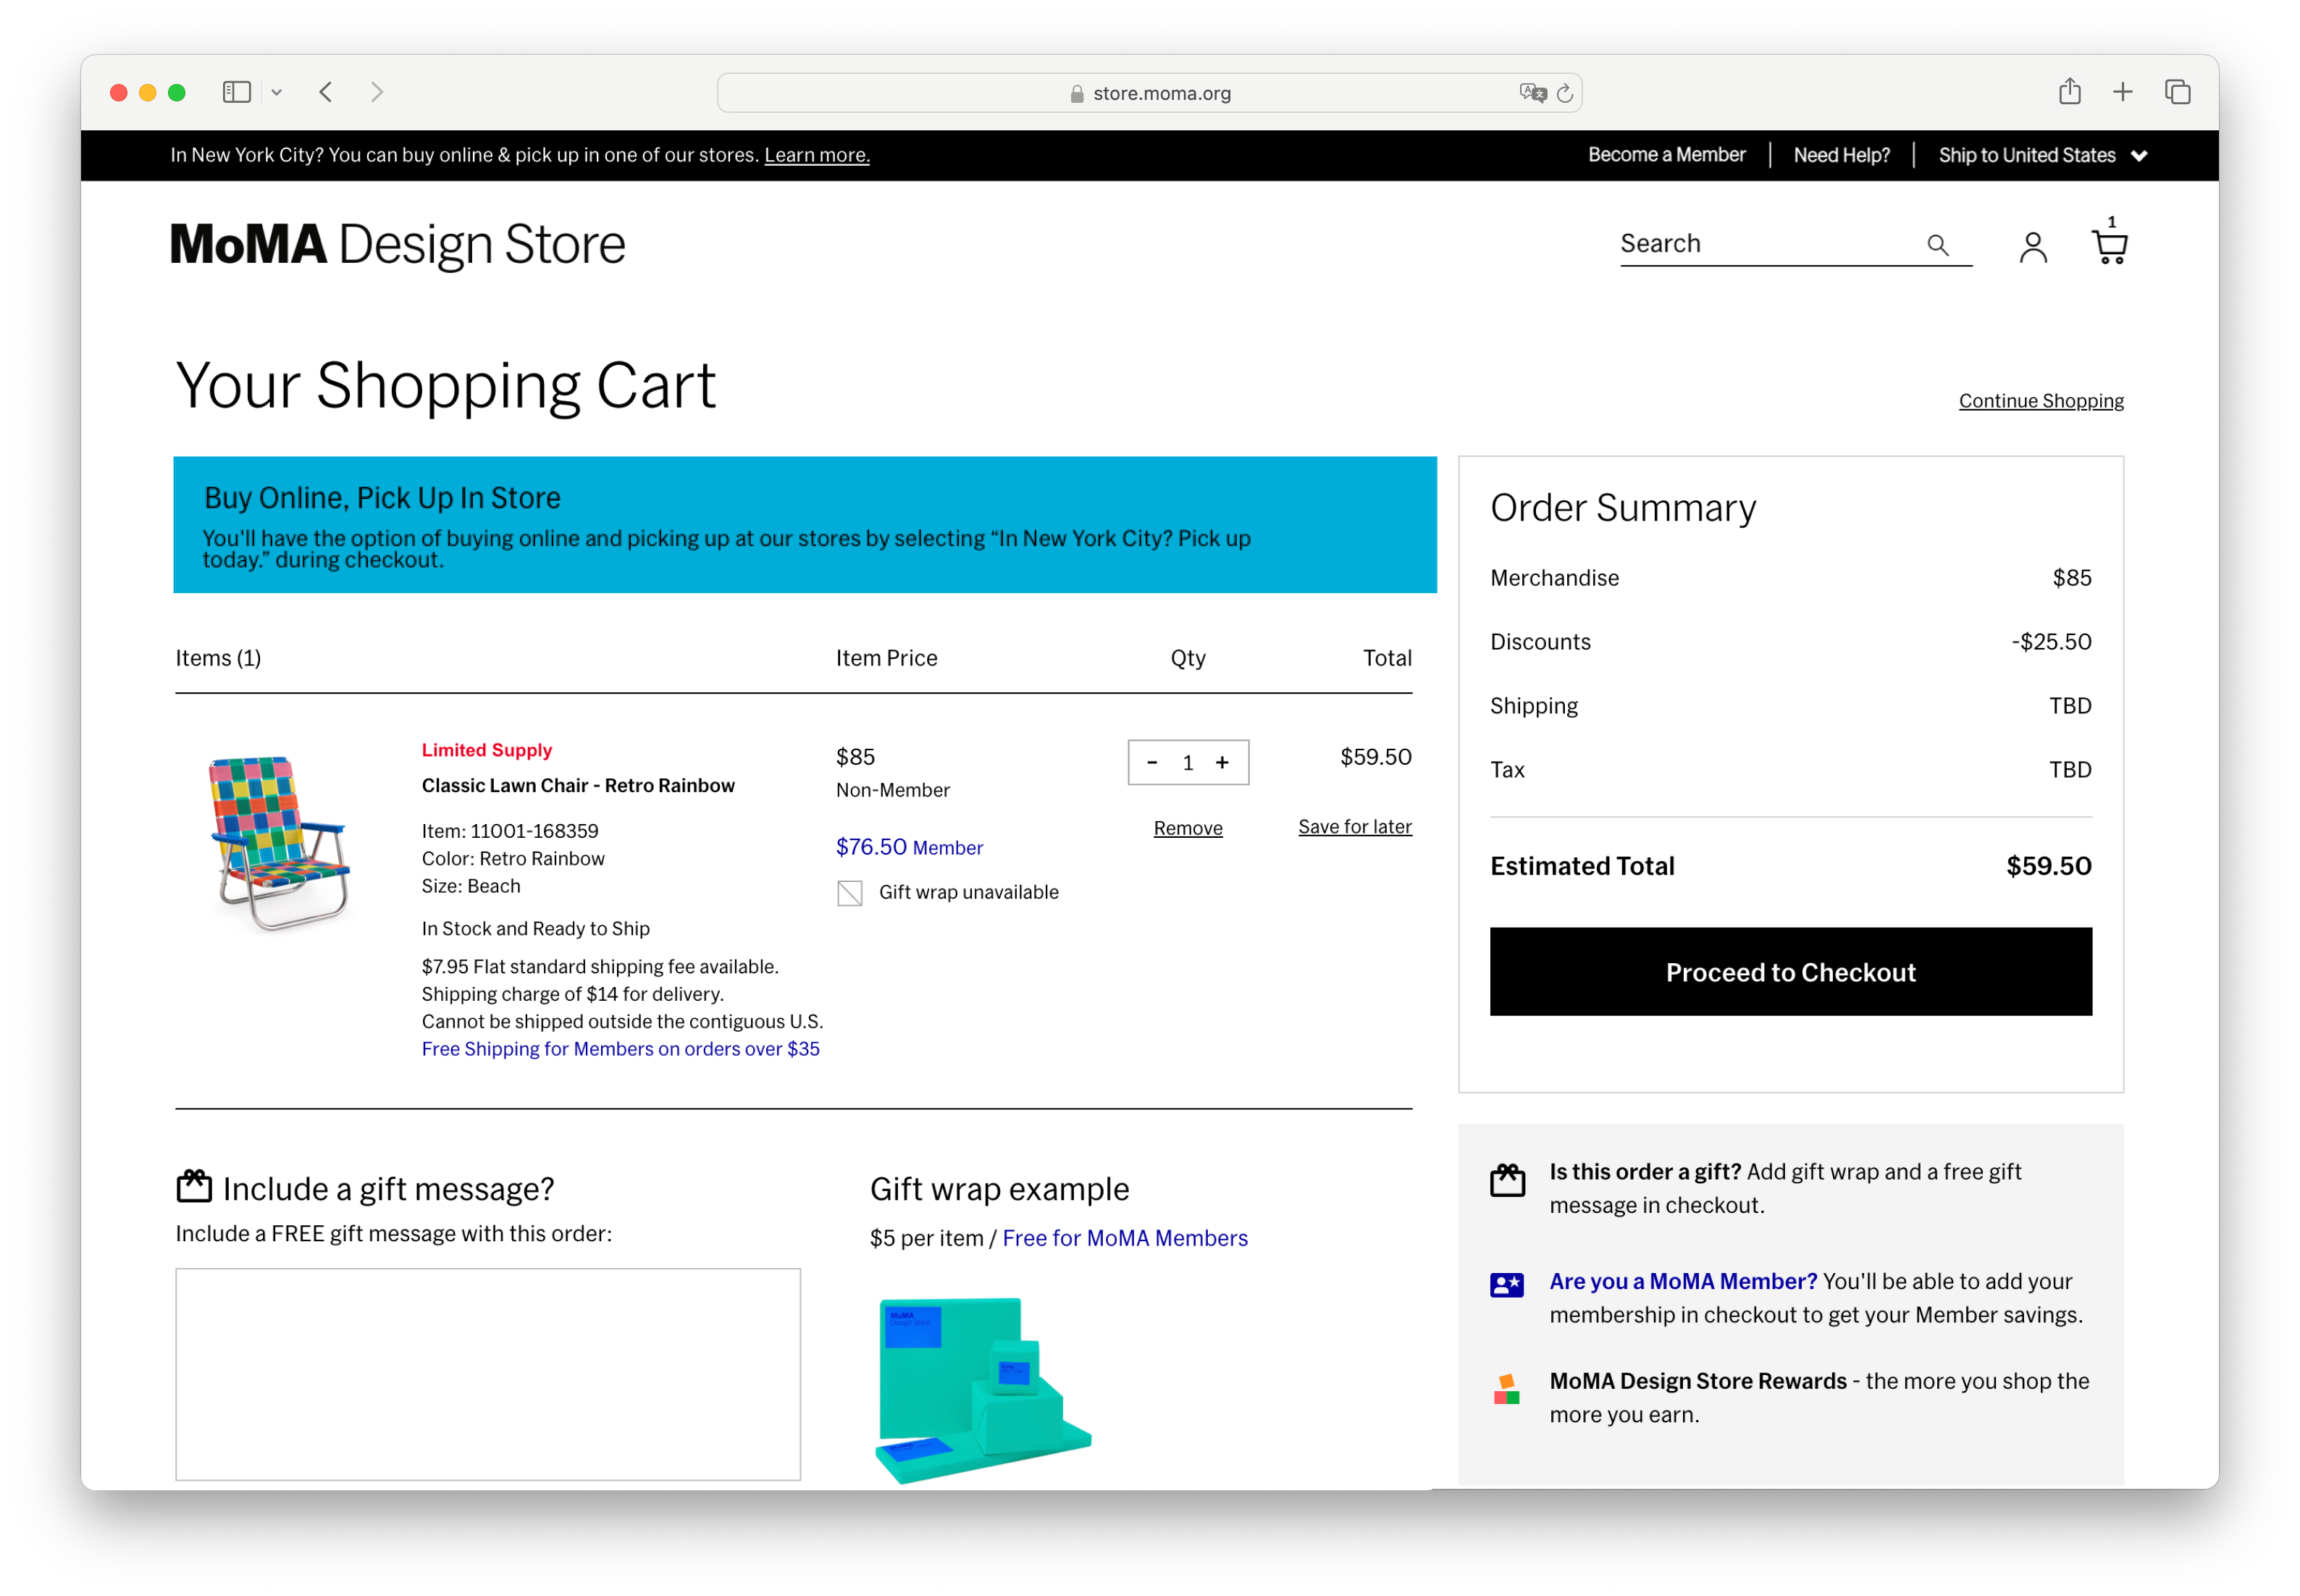 store.moma.org
In New York City? You can buy online & pick up in one of our stores. Learn more.
Become a Member
Need Help?
Ship to United States
MoMA Design Store
Search
1
Your Shopping Cart
Continue Shopping
Buy Online, Pick Up In Store
You'll have the option of buying online and picking up at our stores by selecting “In New York City? Pick up
today.” during checkout.
Items (1)
Item Price
Qty
Total
Limited Supply
Classic Lawn Chair - Retro Rainbow
Item: 11001-168359
Color: Retro Rainbow
Size: Beach
In Stock and Ready to Ship
$7.95 Flat standard shipping fee available.
Shipping charge of $14 for delivery.
Cannot be shipped outside the contiguous U.S.
Free Shipping for Members on orders over $35
$85
Non-Member
$76.50 Member
Gift wrap unavailable
- 1 +
Remove
$59.50
Save for later
Order Summary
Merchandise $85
Discounts -$25.50
Shipping TBD
Tax TBD
Estimated Total $59.50
Proceed to Checkout
Include a gift message?
Include a FREE gift message with this order:
Gift wrap example
$5 per item / Free for MoMA Members
MoMA
Design Store
Is this order a gift? Add gift wrap and a free gift
message in checkout.
Are you a MoMA Member? You'll be able to add your
membership in checkout to get your Member savings.
MoMA Design Store Rewards - the more you shop the
more you earn.